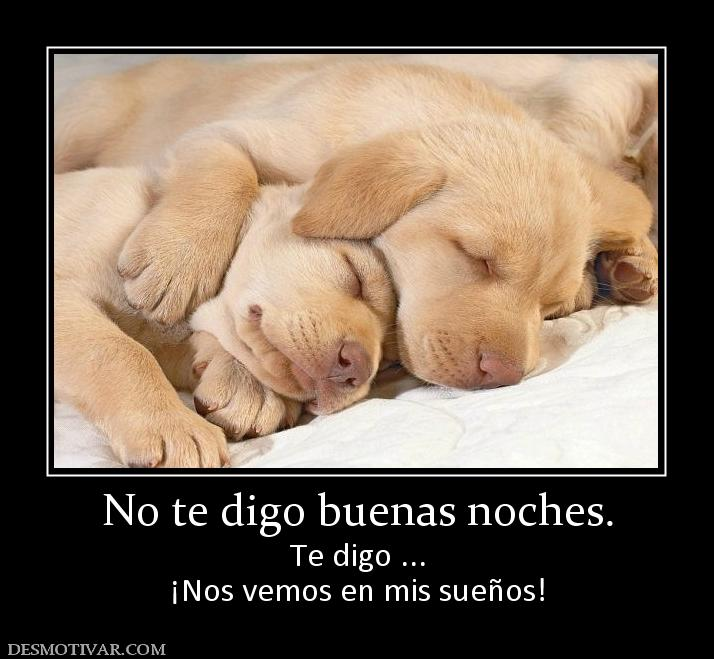 No te digo buenas noches.
Te digo ...
¡Nos vemos en mis sueños!
DESMOTIVAR.COM